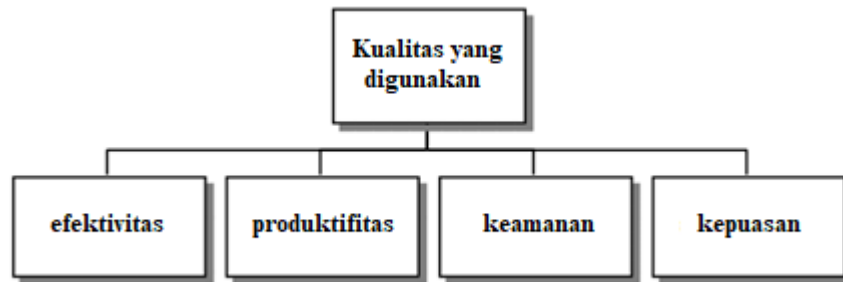 Kualitas yang
digunakan
efektivitas
produktifitas
keamanan
kepuasan